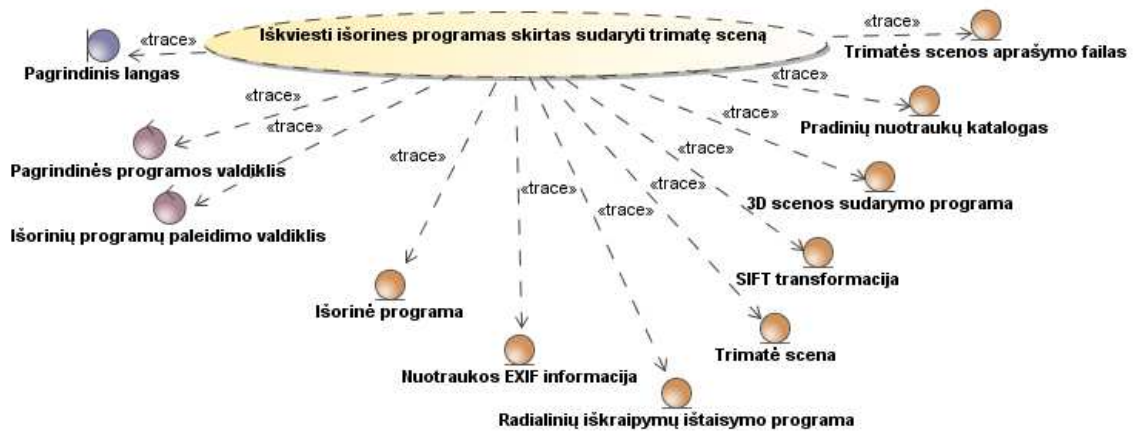 Iškviesti išorines programas skirtas sudaryti trimatę sceną
«trace»
«trace»
Pagrindinis langas
Trimatės scenos aprašymo failas
«trace»
«trace»
«trace»
«trace»
Pradinių nuotraukų katalogas
«trace»
«trace»
Pagrindinės programos valdiklis
«trace»
«trace»
3D scenos sudarymo programa
«trace»
Išorinių programų paleidimo valdiklis
SIFT transformacija
Išorinė programa
Trimatė scena
Nuotraukos EXIF informacija
Radialinių iškraipymų ištaisymo programa